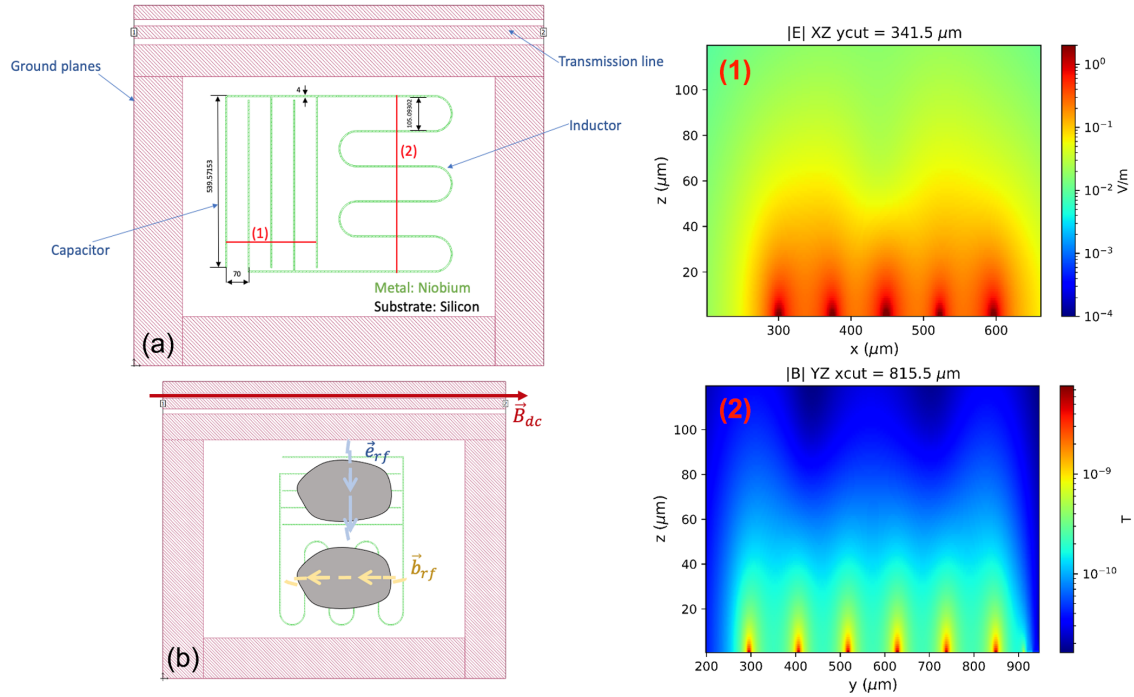 1
2
Ground planes
Transmission line
4
105.09302
539.57153
Inductor
(2)
(1)
Capacitor
70
Metal: Niobium
Substrate: Silicon
(a)
|E| XZ ycut = 341.5 μm
(1)
100
80
60
40
20
z (μm)
300
400
500
600
x (μm)
10⁰
10⁻¹
10⁻²
10⁻³
10⁻⁴
V/m
B⃗dc
1
2
e⃗rf
b⃗rf
(b)
|B| YZ xcut = 815.5 μm
(2)
100
80
60
40
20
z (μm)
200
300
400
500
600
700
800
900
y (μm)
10⁻⁹
10⁻¹⁰
T